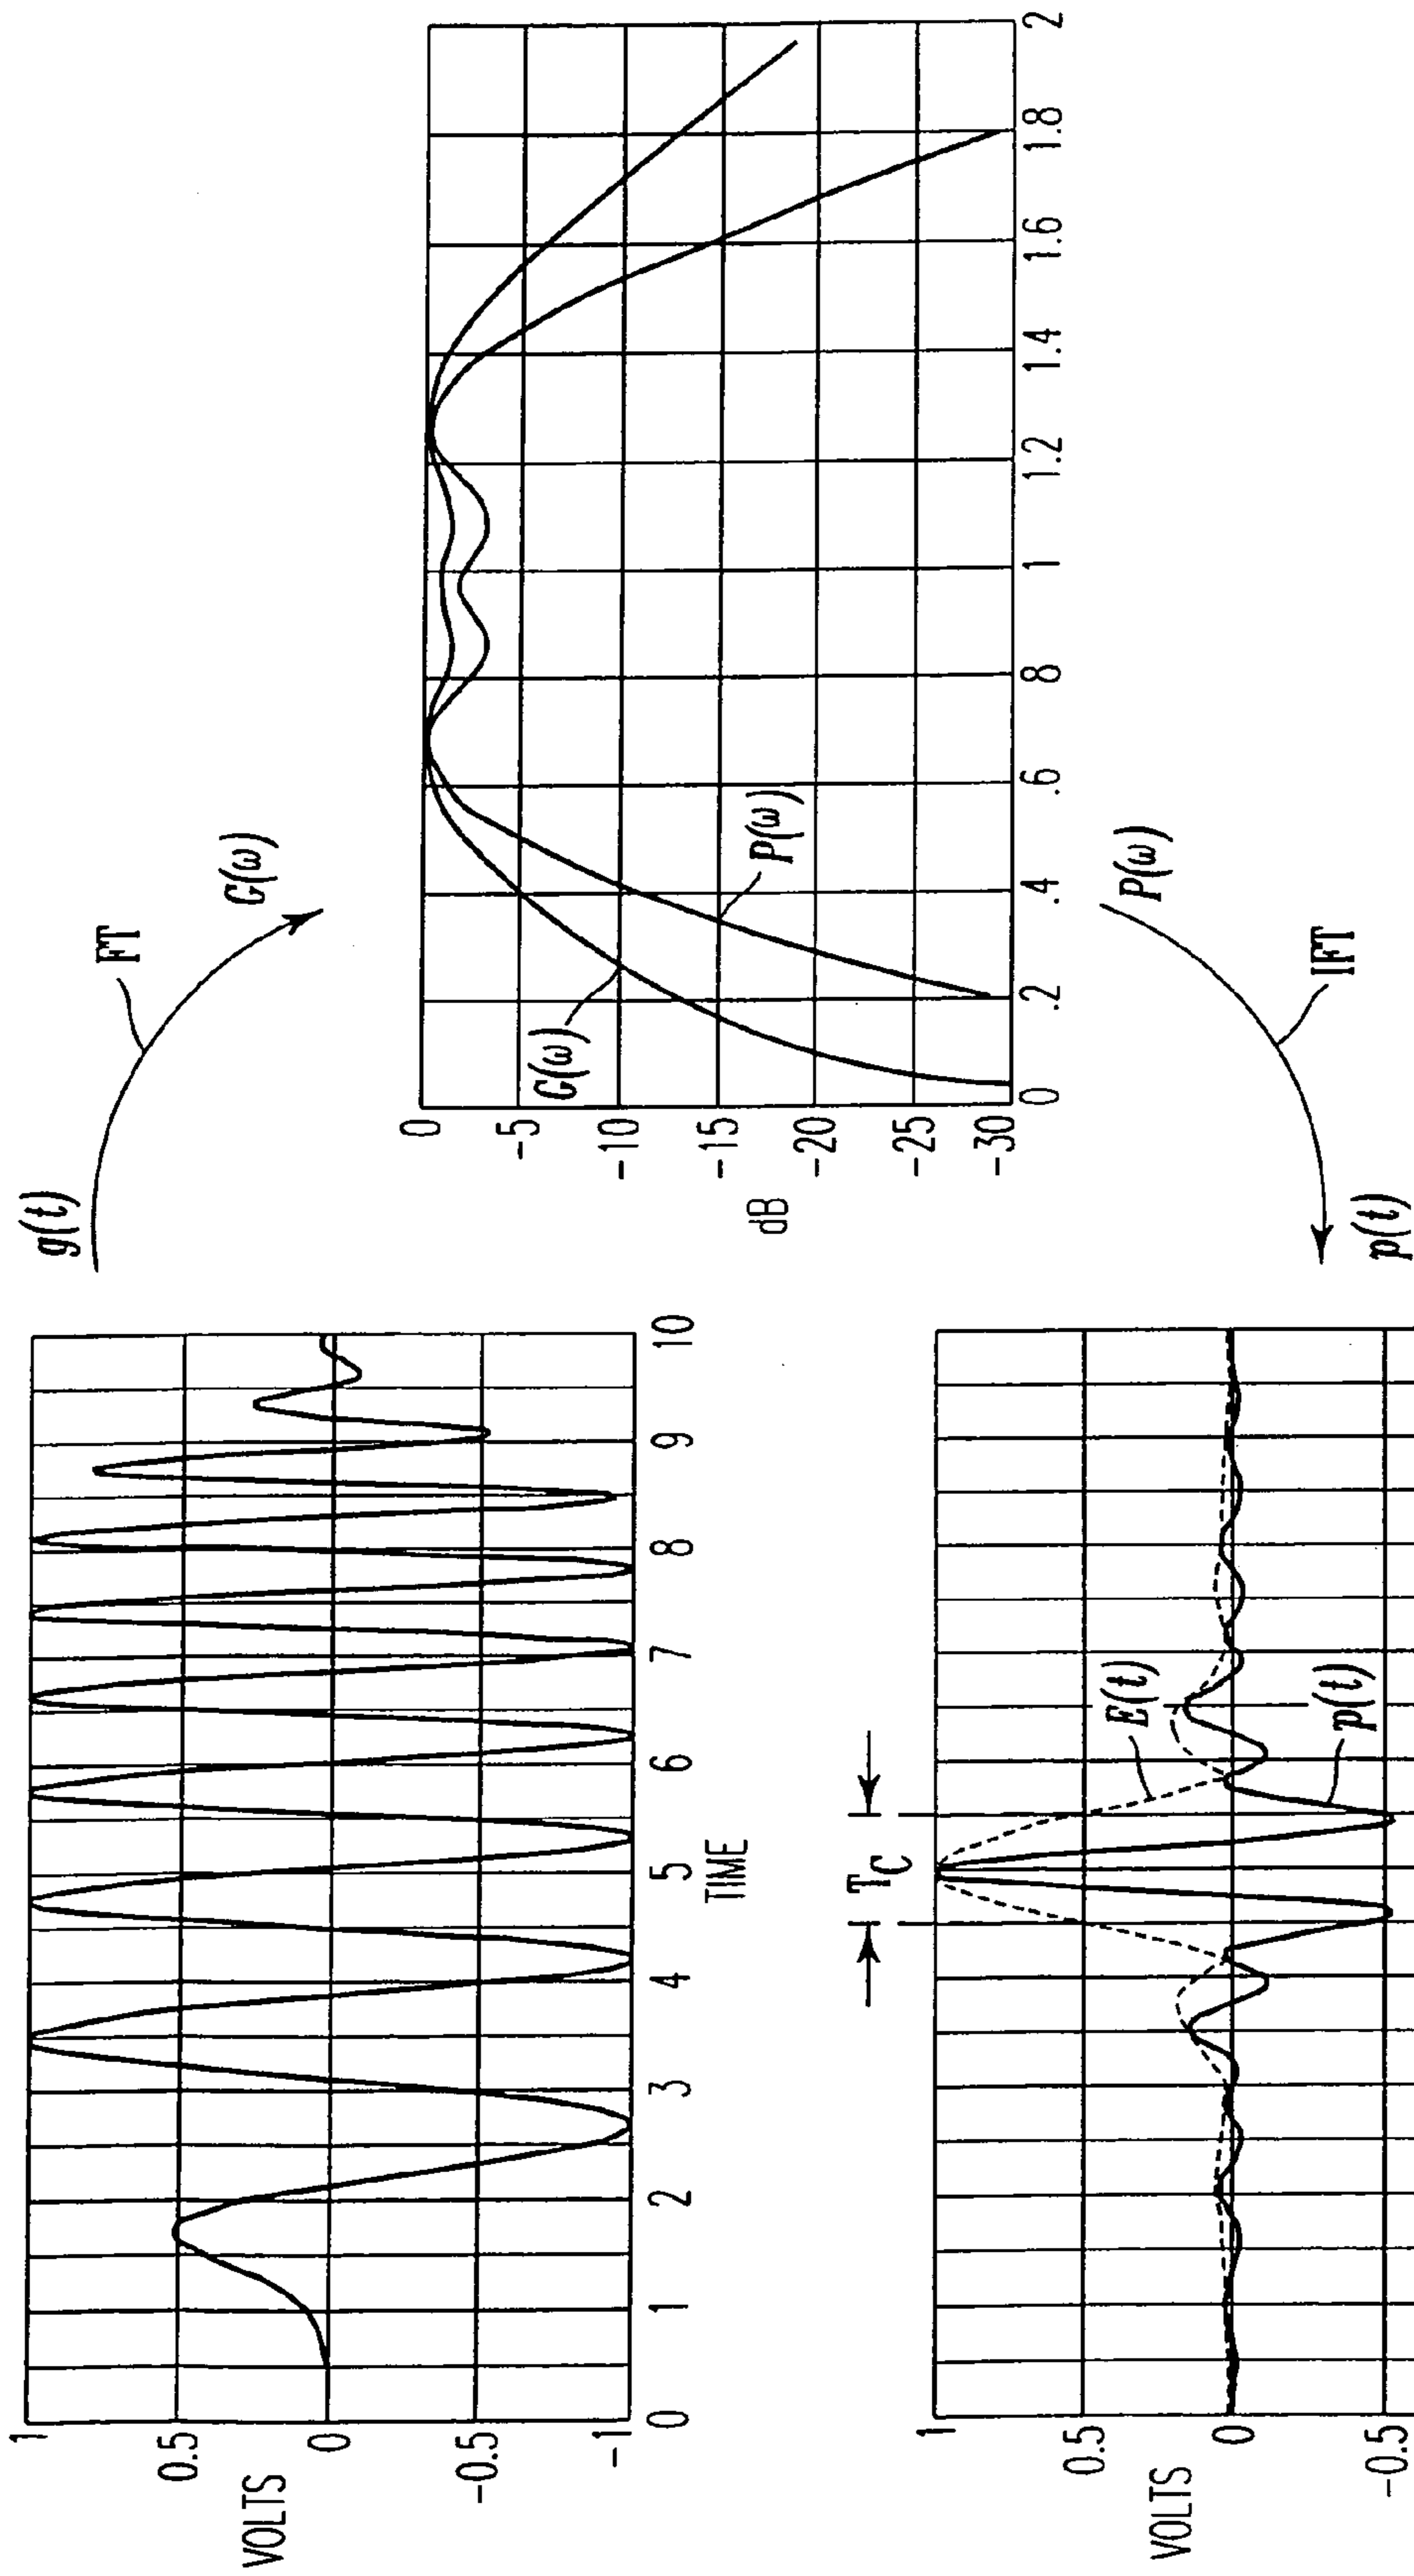 g(t)
FT
G(ω)
1
0.5
0
-0.5
-1
VOLTS
0 1 2 3 4 5 6 7 8 9 10
TIME
0
-5
-10
-15
-20
-25
-30
dB
G(ω)
P(ω)
0 .2 .4 .6 .8 1 1.2 1.4 1.6 1.8 2
P(ω)
IFT
p(t)
T_C
E(t)
p(t)
1
0.5
0
-0.5
VOLTS